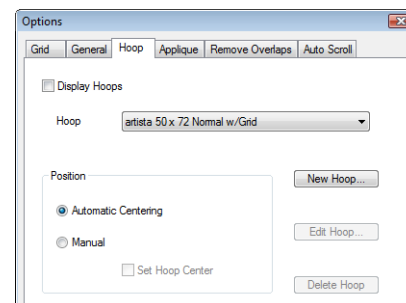 Options
Grid General Hoop Applique Remove Overlaps Auto Scroll
Display Hoops
Hoop artista 50 x 72 Normal w/Grid
Position New Hoop...
Automatic Centering
Manual Edit Hoop...
Set Hoop Center
Delete Hoop